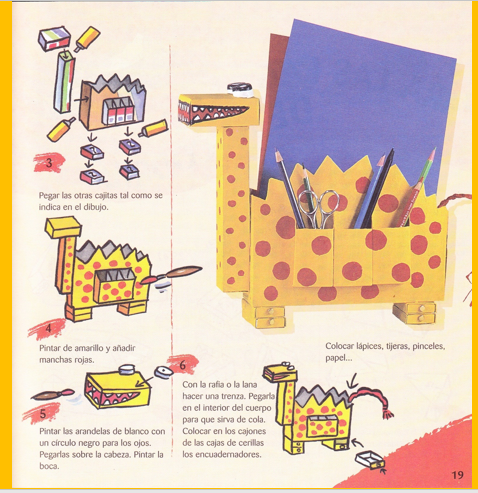 3
Pegar las otras cajitas tal como se
indica en el dibujo.
4
Pintar de amarillo y añadir
manchas rojas.
5
Pintar las arandelas de blanco con
un círculo negro para los ojos.
Pegarlas sobre la cabeza. Pintar la
boca.
6
Con la rafia o la lana
hacer una trenza. Pegarla
en el interior del cuerpo
para que sirva de cola.
Colocar en los cajones
de las cajas de cerillas
los encuadernadores.
Colocar lápices, tijeras, pinceles,
papel...
19